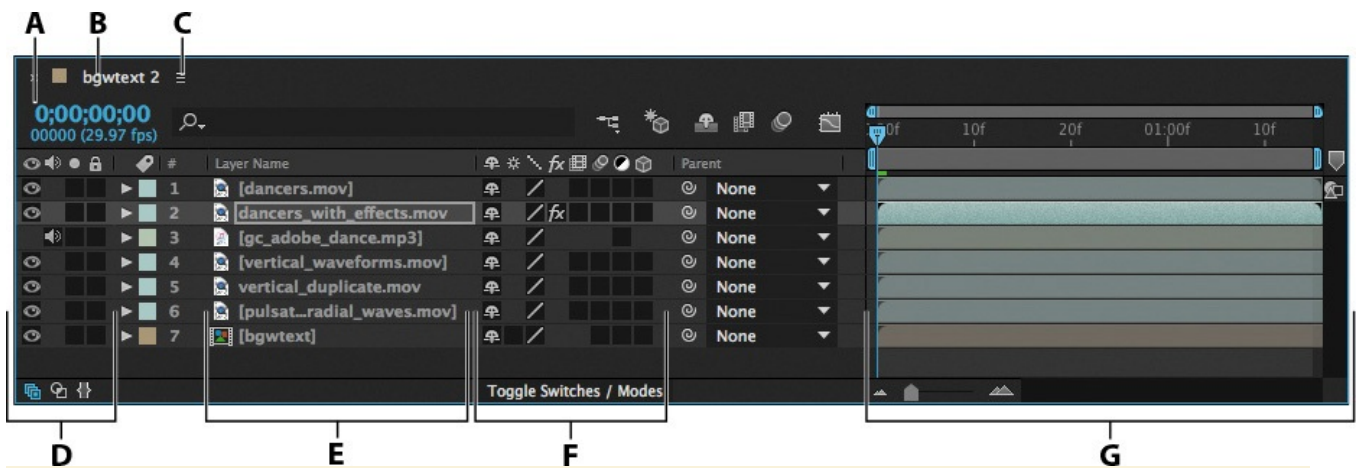 A B C
bgwtext 2
0;00;00;00
00000 (29.97 fps)
:00f 10f 20f 01:00f 10f
# Layer Name Parent
1 [dancers.mov] None
2 dancers_with_effects.mov fx None
3 [gc_adobe_dance.mp3] None
4 [vertical_waveforms.mov] None
5 vertical_duplicate.mov None
6 [pulsat...radial_waves.mov] None
7 [bgwtext] None
Toggle Switches / Modes
D E F G